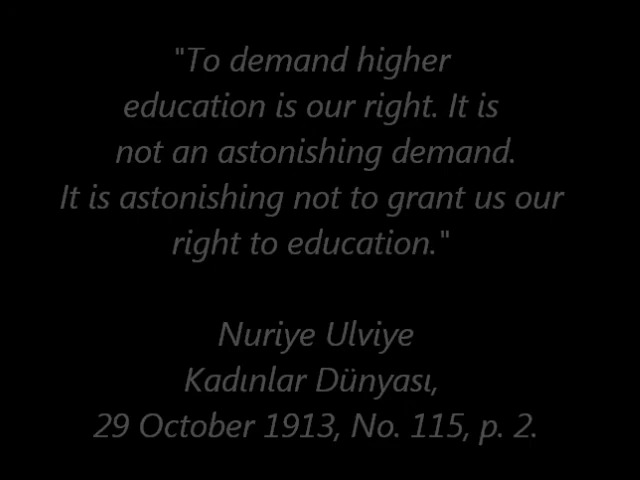 "To demand higher
education is our right. It is
not an astonishing demand.
It is astonishing not to grant us our
right to education."
Nuriye Ulviye
Kadınlar Dünyası,
29 October 1913, No. 115, p. 2.